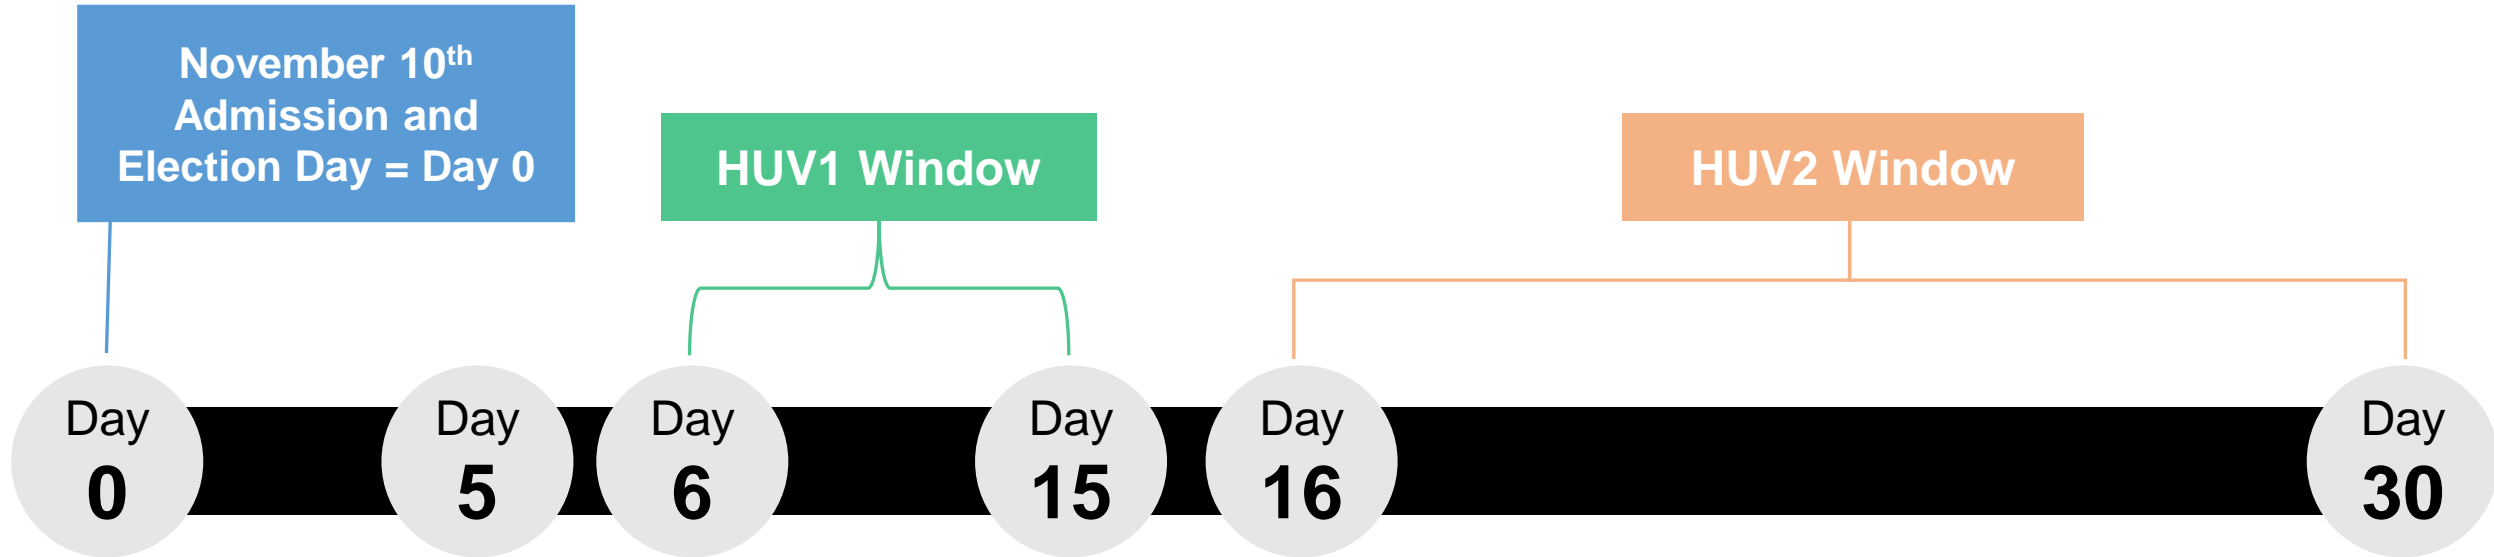 November 10th
Admission and
Election Day = Day 0
HUV1 Window
HUV2 Window
Day
0
Day
5
Day
6
Day
15
Day
16
Day
30